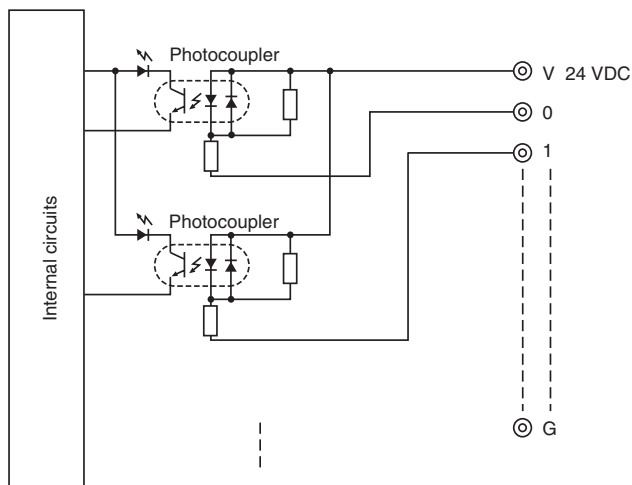 Photocoupler
V 24 VDC
0
1
Photocoupler
Internal circuits
G